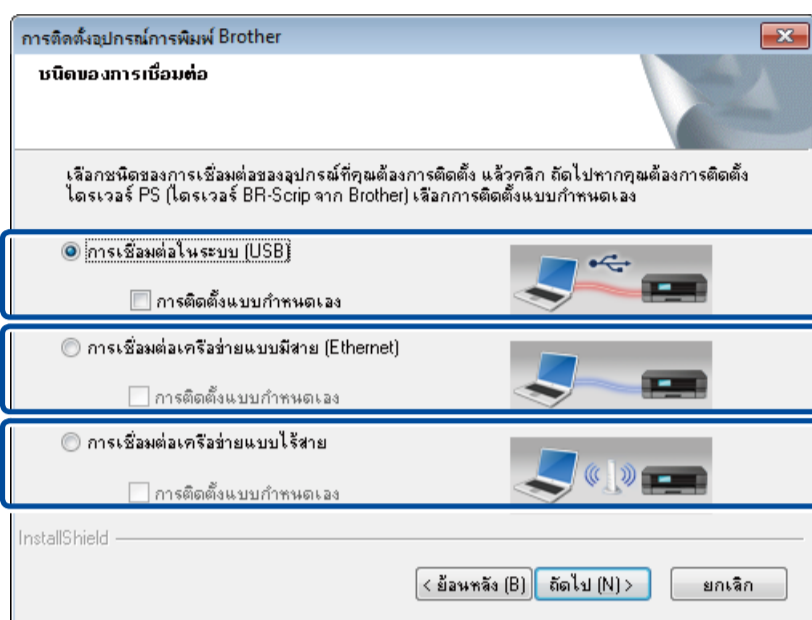 การติดตั้งอุปกรณ์การพิมพ์ Brother
ชนิดของการเชื่อมต่อ
เลือกชนิดของการเชื่อมต่อของอุปกรณ์ที่คุณต้องการติดตั้ง แล้วคลิก ถัดไปหากคุณต้องการติดตั้ง
ไดรเวอร์ PS (ไดรเวอร์ BR-Scrip จาก Brother) เลือกการติดตั้งแบบกำหนดเอง
การเชื่อมต่อในระบบ (USB)
การติดตั้งแบบกำหนดเอง
การเชื่อมต่อเครือข่ายแบบมีสาย (Ethernet)
การติดตั้งแบบกำหนดเอง
การเชื่อมต่อเครือข่ายแบบไร้สาย
การติดตั้งแบบกำหนดเอง
InstallShield
< ย้อนหลัง (B) ถัดไป (N) > ยกเลิก